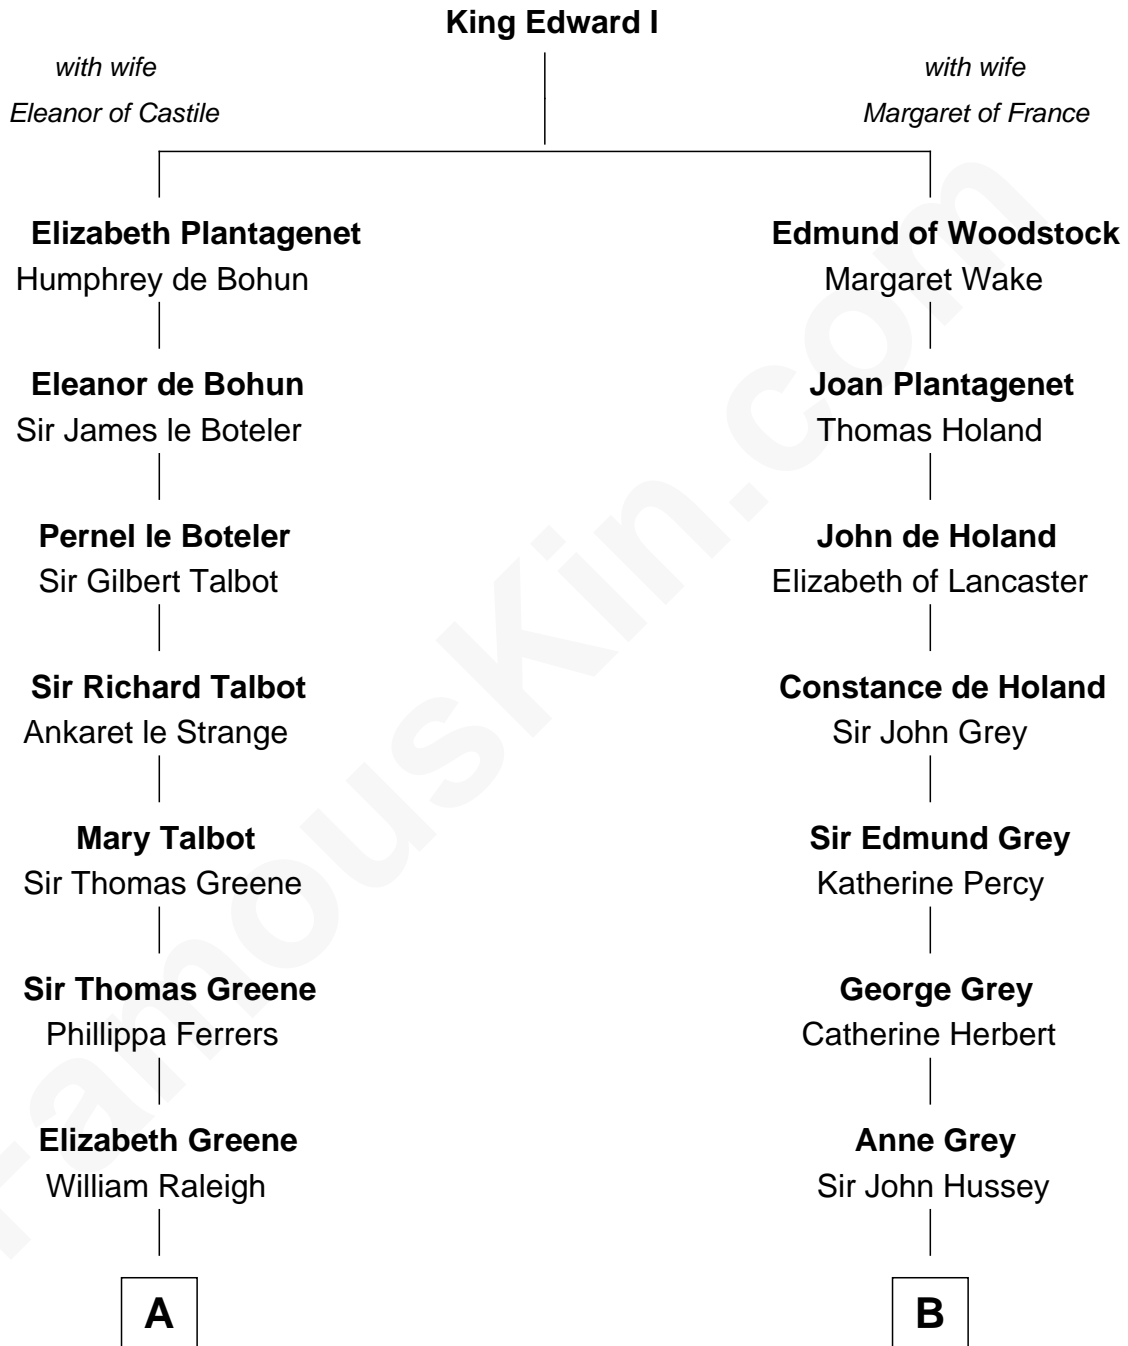 King Edward I
with wife
Eleanor of Castile
with wife
Margaret of France
Elizabeth Plantagenet
Humphrey de Bohun
Edmund of Woodstock
Margaret Wake
Eleanor de Bohun
Sir James le Boteler
Joan Plantagenet
Thomas Holand
Pernel le Boteler
Sir Gilbert Talbot
John de Holand
Elizabeth of Lancaster
Sir Richard Talbot
Ankaret le Strange
Constance de Holand
Sir John Grey
Mary Talbot
Sir Thomas Greene
Sir Edmund Grey
Katherine Percy
Sir Thomas Greene
Phillippa Ferrers
George Grey
Catherine Herbert
Elizabeth Greene
William Raleigh
Anne Grey
Sir John Hussey
A
B
FamousKin.com